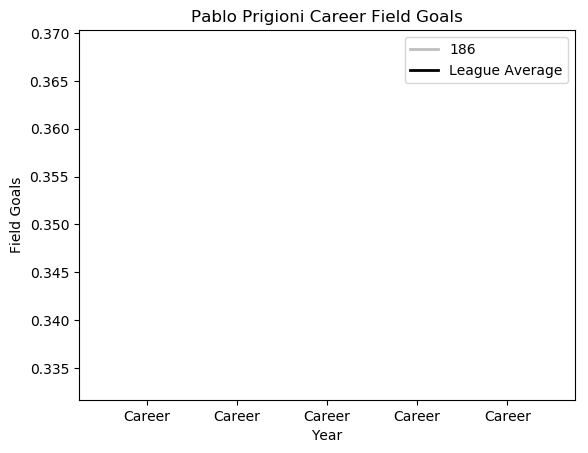 Pablo Prigioni Career Field Goals
186
League Average
Field Goals
0.370
0.365
0.360
0.355
0.350
0.345
0.340
0.335
Career Career Career Career Career
Year